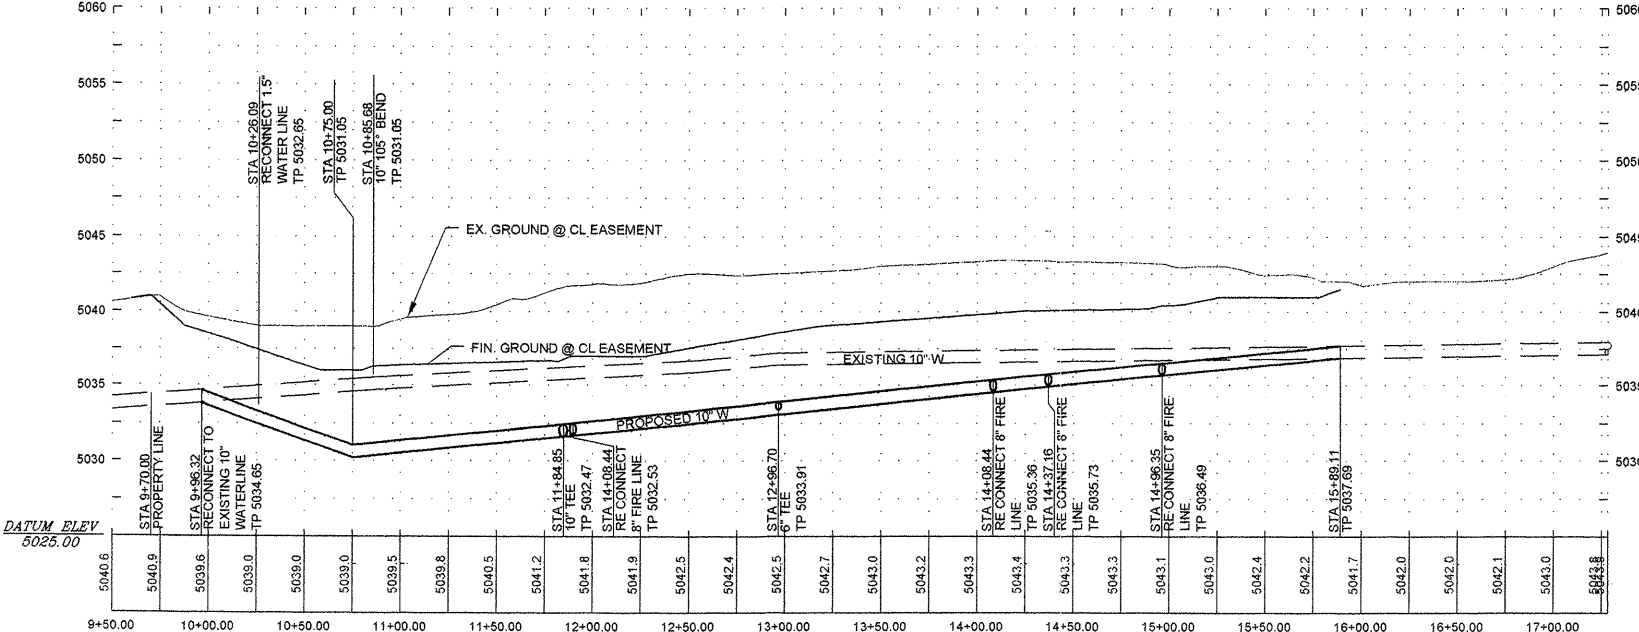 5060
5055
5050
5045
5040
5035
5030
DATUM ELEV
5025.00
5060
5055
5050
5045
5040
5035
5030
STA 10+26.09
RECONNECT 1.5"
WATER LINE
TP 5032.65
STA 10+75.00
TP 5031.05
STA 10+85.68
10" 105° BEND
TP 5031.05
EX. GROUND @ CL EASEMENT
FIN. GROUND @ CL EASEMENT
EXISTING 10" W
PROPOSED 10" W
STA 9+70.00
PROPERTY LINE
STA 9+96.32
RECONNECT TO
EXISTING 10"
WATERLINE
TP 5034.65
STA 11+84.85
10" TEE
TP 5032.47
STA 14+08.44
RE CONNECT
8" FIRE LINE
TP 5032.53
STA 12+96.70
6" TEE
TP 5033.91
STA 14+08.44
RE CONNECT 8" FIRE
LINE
TP 5035.36
STA 14+37.16
RE CONNECT 8" FIRE
LINE
TP 5035.73
STA 14+96.35
RE CONNECT 8" FIRE
LINE
TP 5036.49
STA 15+89.11
TP 5037.69
5040.6
5040.9
5039.6
5039.0
5039.0
5039.0
5039.5
5039.8
5040.5
5041.2
5041.8
5041.9
5042.5
5042.4
5042.5
5042.7
5043.0
5043.1
5043.3
5043.4
5043.3
5043.2
5043.1
5043.0
5042.4
5042.2
5041.7
5042.0
5042.0
5042.1
5043.0
5043.8
9+50.00
10+00.00
10+50.00
11+00.00
11+50.00
12+00.00
12+50.00
13+00.00
13+50.00
14+00.00
14+50.00
15+00.00
15+50.00
16+00.00
16+50.00
17+00.00